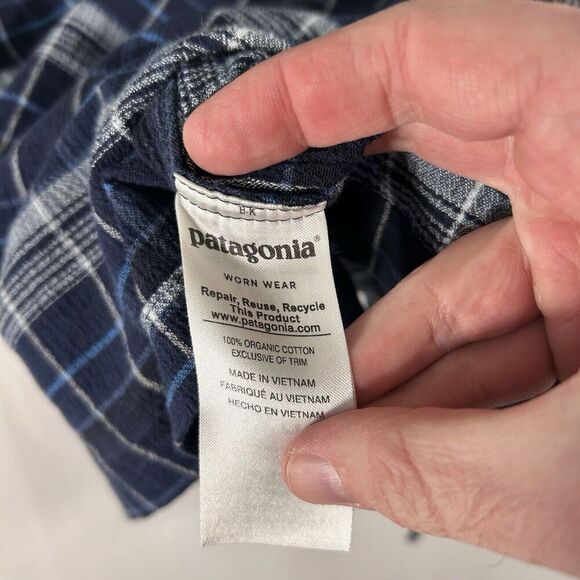 B-K
patagonia®
WORN WEAR
Repair, Reuse, Recycle
This Product
www.patagonia.com
100% ORGANIC COTTON
EXCLUSIVE OF TRIM
MADE IN VIETNAM
FABRIQUÉ AU VIETNAM
HECHO EN VIETNAM